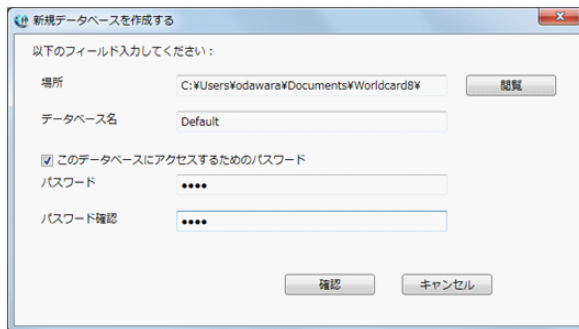 新規データベースを作成する
以下のフィールド入力してください：
場所 C:¥Users¥odawara¥Documents¥Worldcard8¥ 閲覧
データベース名 Default
このデータベースにアクセスするためのパスワード
パスワード ●●●●
パスワード確認 ●●●●
確認 キャンセル